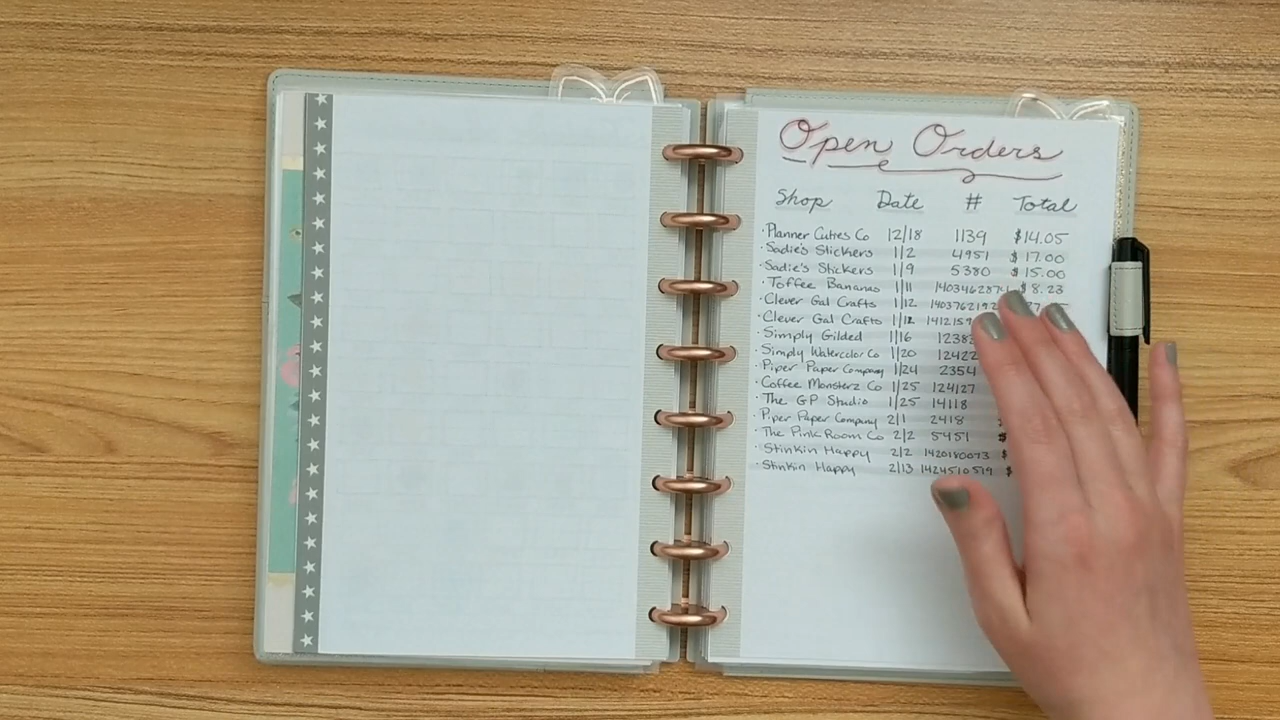 Open Orders
Shop Date # Total
· Planner Cuties Co 12/18 1139 $14.05
· Sadie's Stickers 1/2 4951 $17.00
· Sadie's Stickers 1/9 5380 $15.00
· Toffee Bananas 1/11 $8.23
· Clever Gal Crafts 1/12
· Clever Gal Crafts 1/12
· Simply Gilded 1/16
· Simply Watercolor Co 1/20
· Piper Paper Company 1/24 2354
· Coffee Monsterz Co 1/25 124127
· The GP Studio 1/25 14118
· Piper Paper Company 2/1 2418
· The Pink Room Co 2/2 5451 $
· Stinkin Happy 2/2 1420180073 $
· Stinkin Happy 2/13 1424510519 $